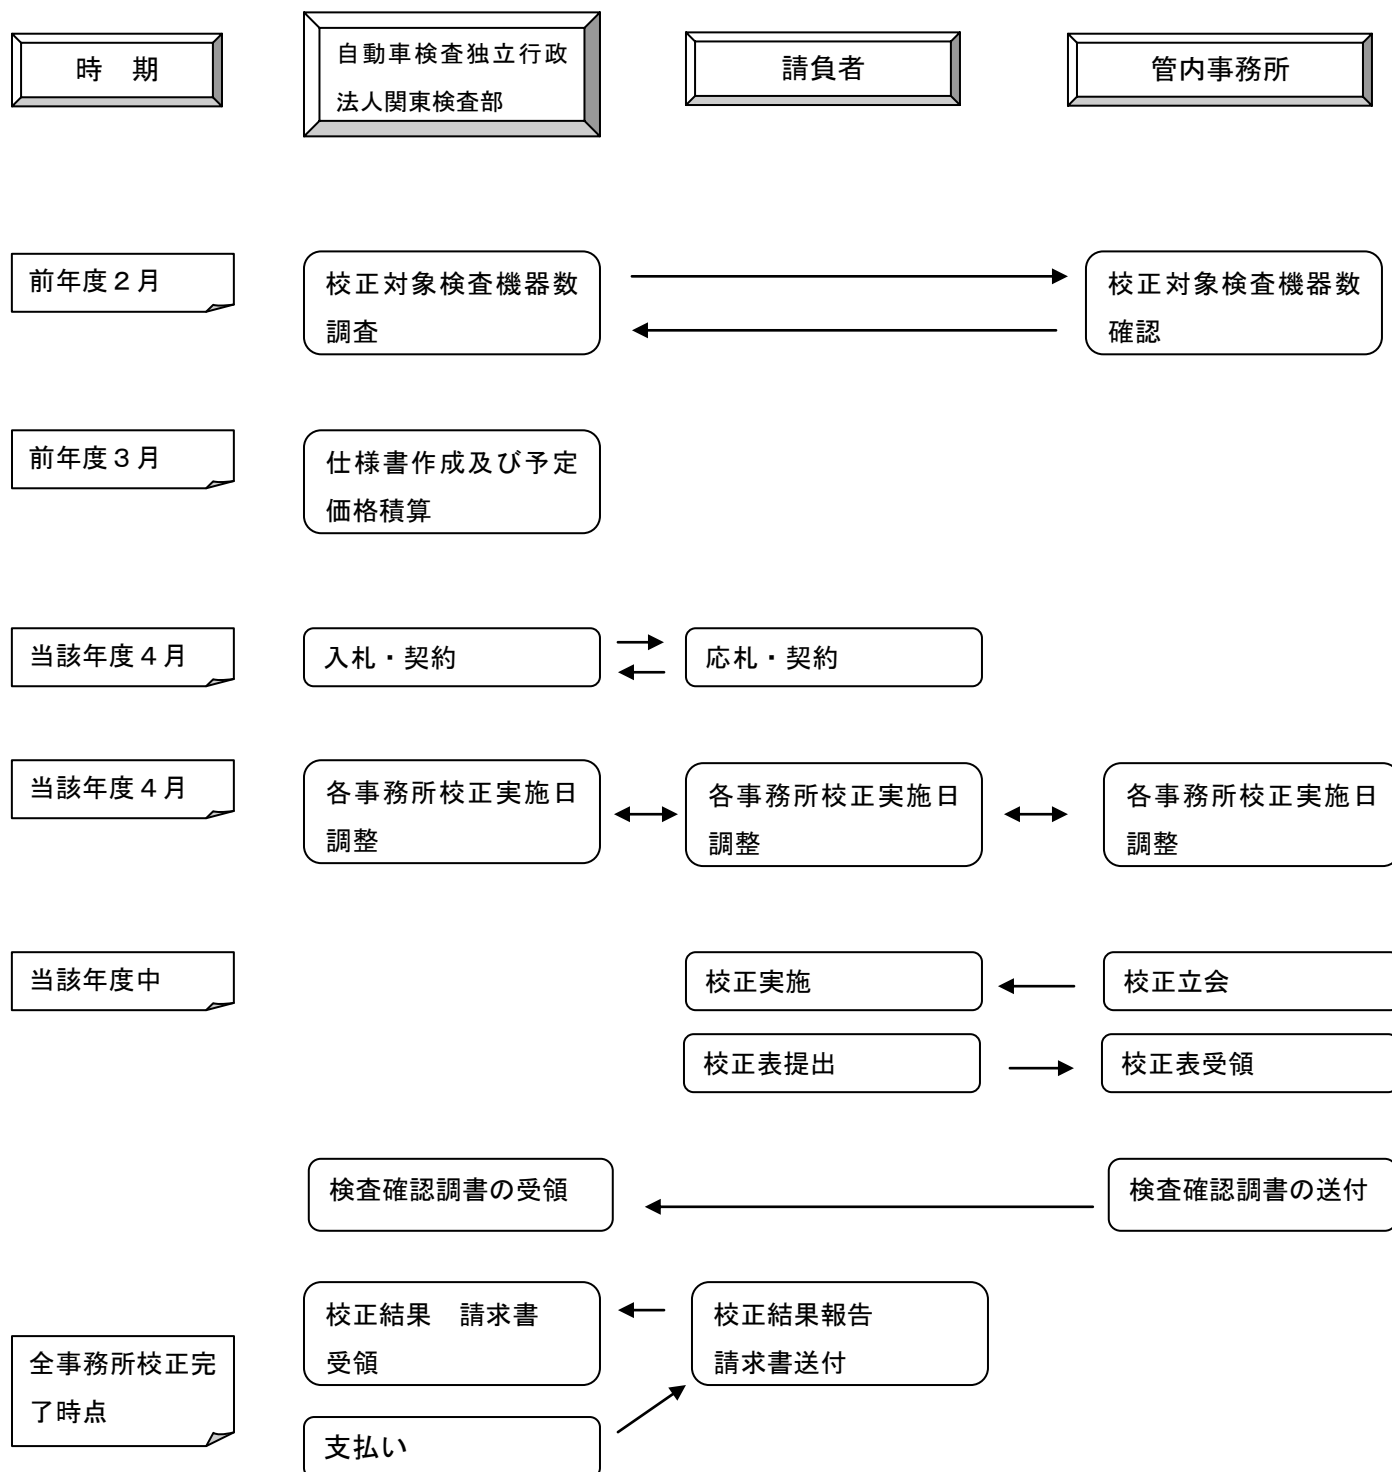 時　期
自動車検査独立行政
法人関東検査部
請負者
管内事務所
前年度２月
校正対象検査機器数
調査
校正対象検査機器数
確認
前年度３月
仕様書作成及び予定
価格積算
当該年度４月
入札・契約
応札・契約
当該年度４月
各事務所校正実施日
調整
各事務所校正実施日
調整
各事務所校正実施日
調整
当該年度中
校正実施
校正立会
校正表提出
校正表受領
検査確認調書の受領
検査確認調書の送付
校正結果　請求書
受領
校正結果報告
請求書送付
全事務所校正完
了時点
支払い